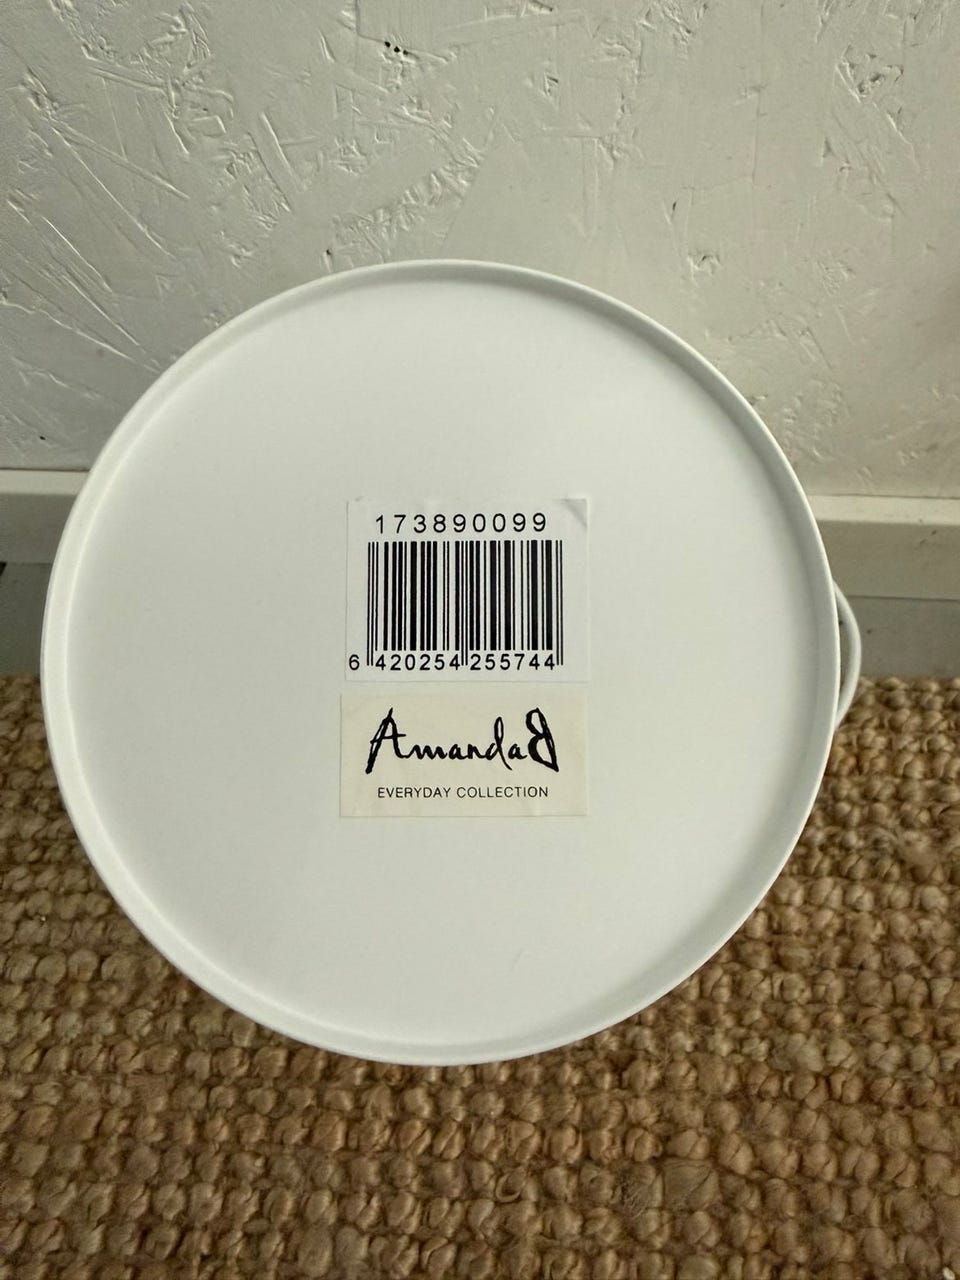 173890099
6 420254 255744
AmandaB
EVERYDAY COLLECTION